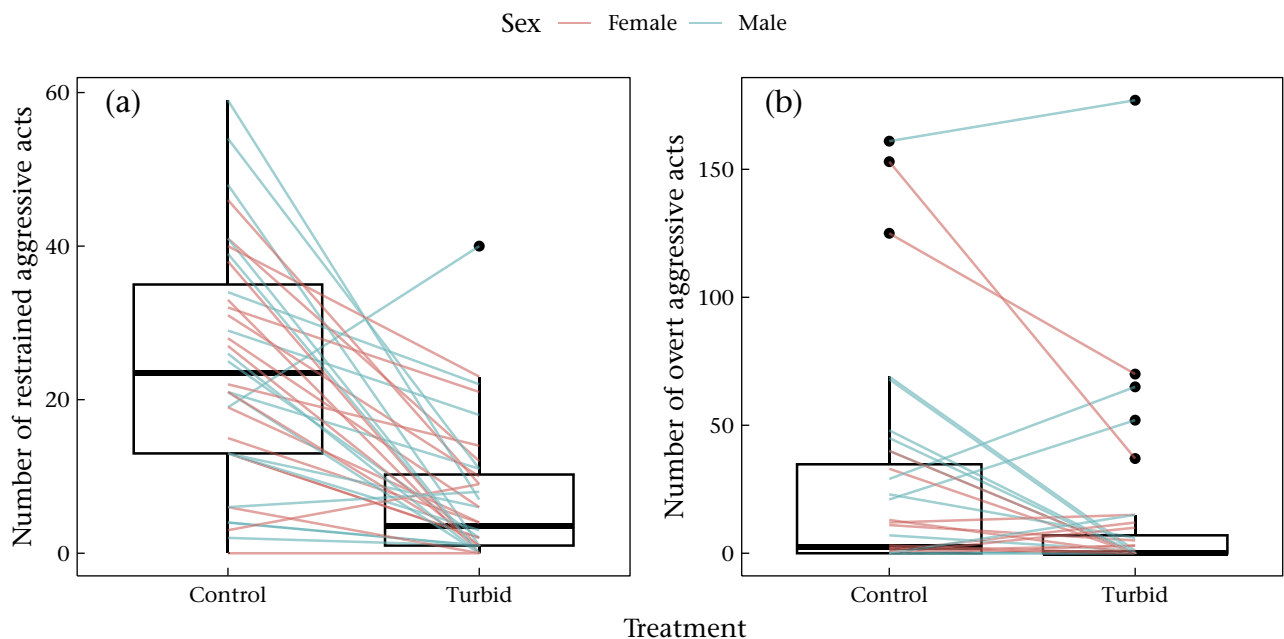 Sex Female Male
(a)
Number of restrained aggressive acts
60
40
20
0
Control Turbid
(b)
Number of overt aggressive acts
150
100
50
0
Control Turbid
Treatment